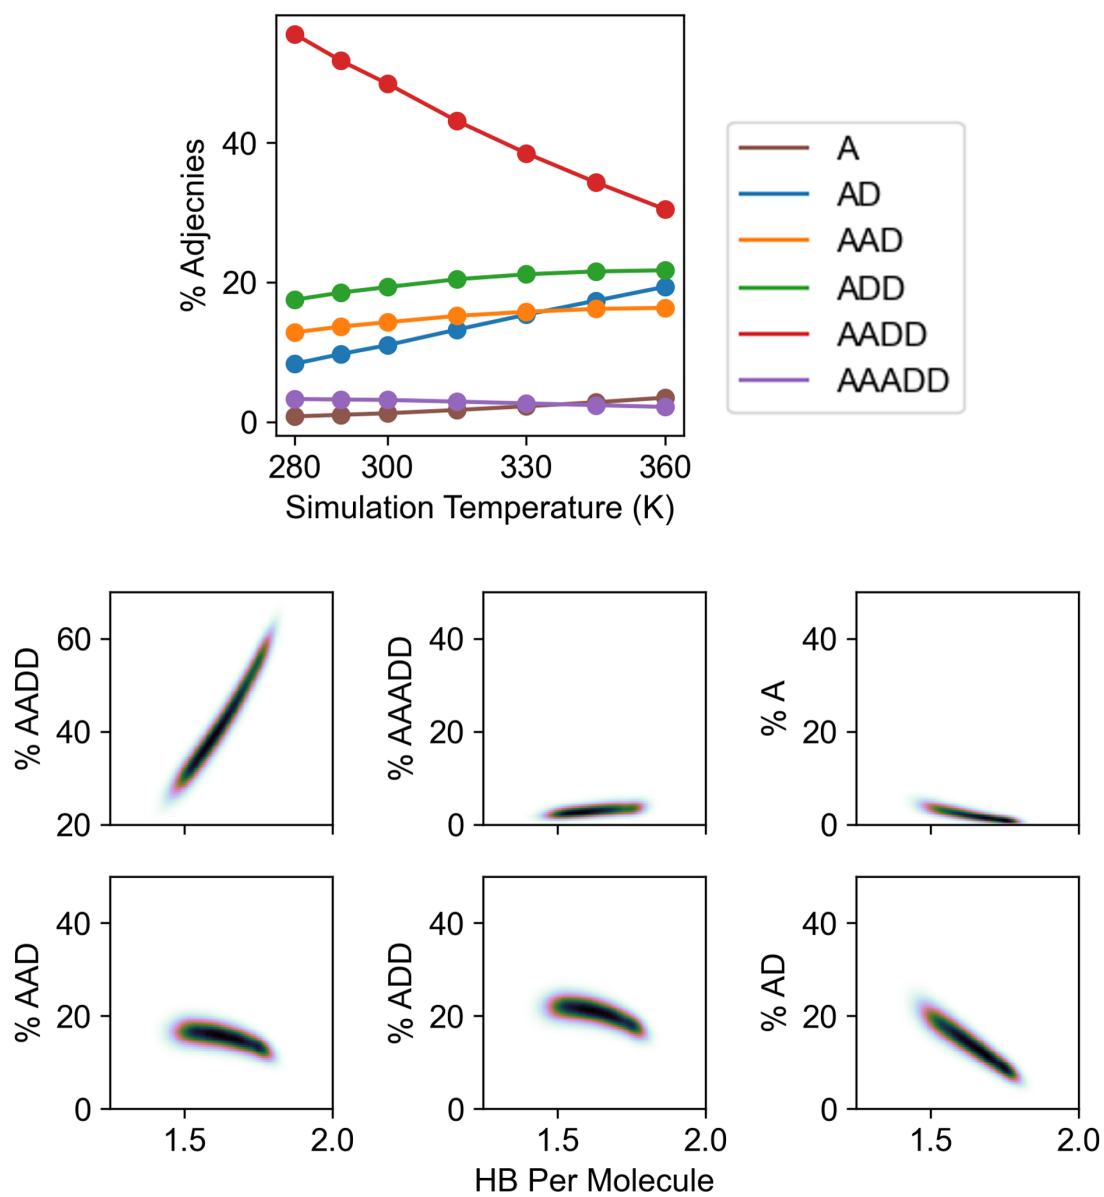 % Adjecnies
40
20
0
280 300 330 360
Simulation Temperature (K)
A
AD
AAD
ADD
AADD
AAADD
% AADD
60
40
20
% AAADD
40
20
0
% A
40
20
0
% AAD
40
20
0
1.5 2.0
% ADD
40
20
0
1.5 2.0
% AD
40
20
0
1.5 2.0
HB Per Molecule